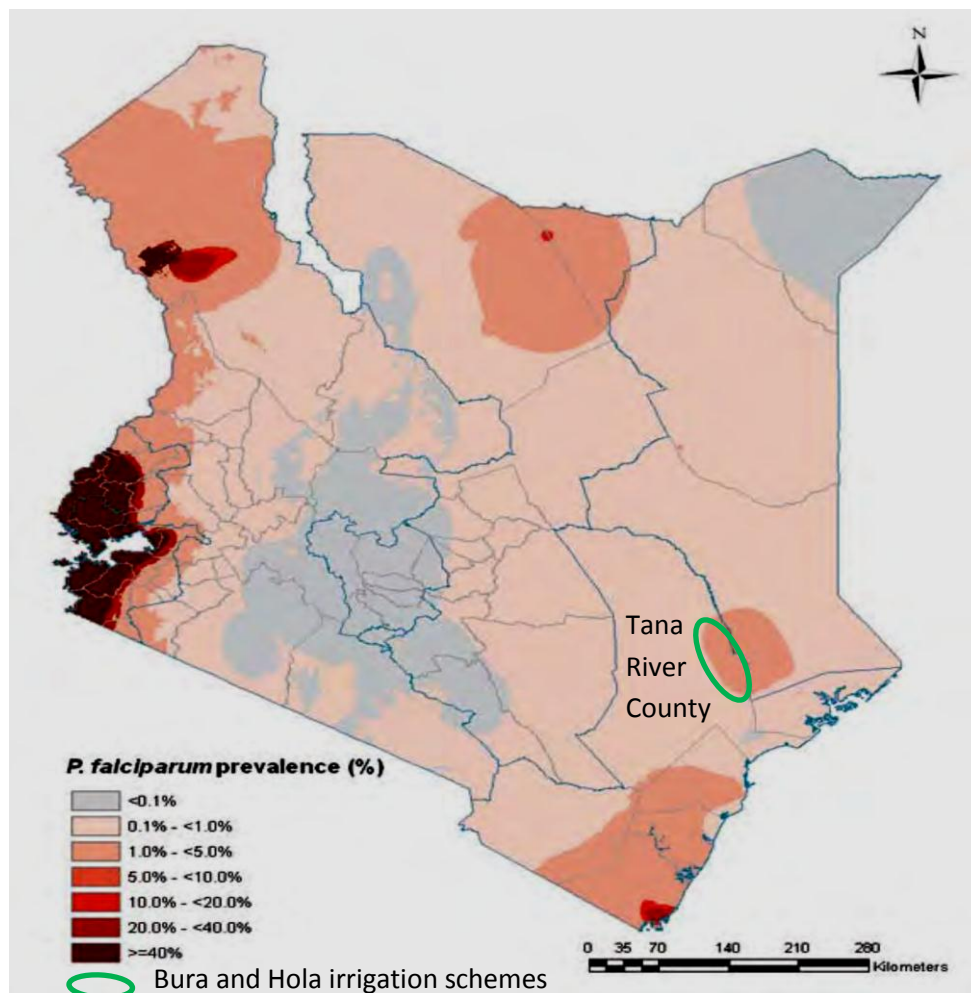 N
Tana
River
County
P. falciparum prevalence (%)
<0.1%
0.1% - <1.0%
1.0% - <5.0%
5.0% - <10.0%
10.0% - <20.0%
20.0% - <40.0%
>=40%
Bura and Hola irrigation schemes
0 35 70 140 210 280
Kilometers